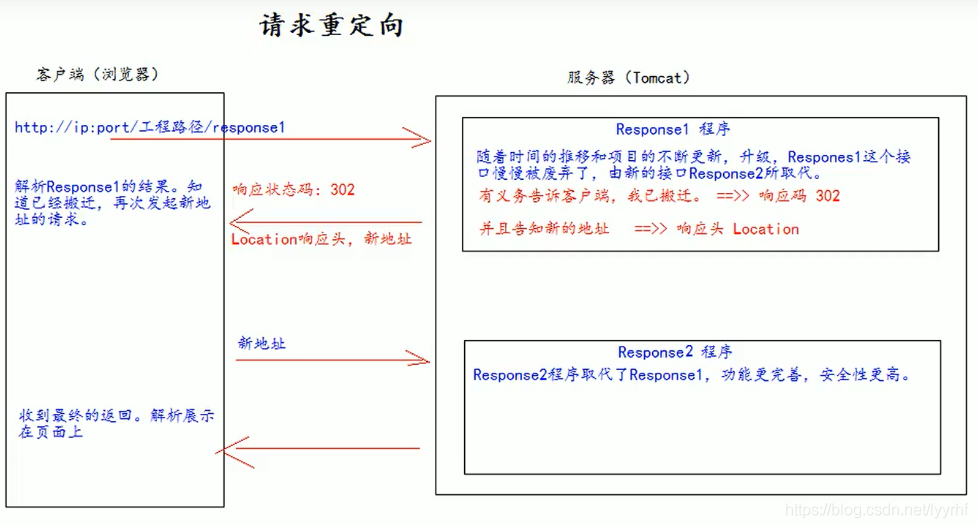 请求重定向
客户端（浏览器）
服务器（Tomcat）
http://ip:port/工程路径/response1
Response1 程序
随着时间的推移和项目的不断更新，升级，Respones1这个接
口慢慢被废弃了，由新的接口Response2所取代。
解析Response1的结果。知
道已经搬迁，再次发起新地
址的请求。
响应状态码：302
有义务告诉客户端，我已搬迁。 ==>> 响应码 302
Location响应头，新地址
并且告知新的地址 ==>> 响应头 Location
新地址
Response2 程序
Response2程序取代了Response1，功能更完善，安全性更高。
收到最终的返回。解析展示
在页面上
https://blog.csdn.net/lyyrhf